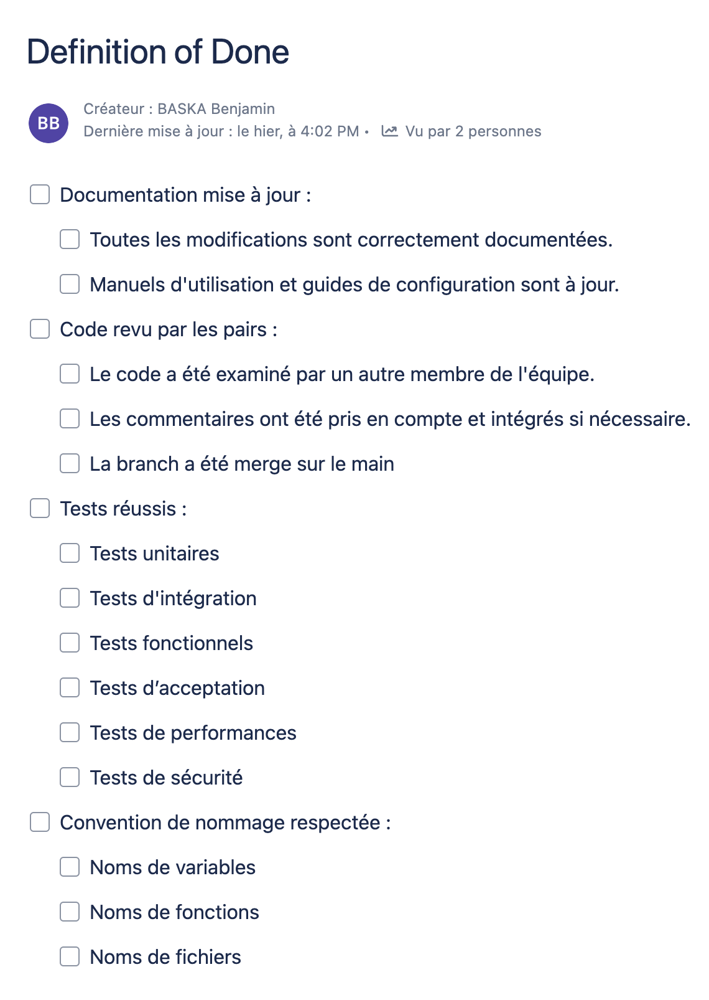 Definition of Done
BB
Créateur : BASKA Benjamin
Dernière mise à jour : le hier, à 4:02 PM • Vu par 2 personnes
Documentation mise à jour :
Toutes les modifications sont correctement documentées.
Manuels d'utilisation et guides de configuration sont à jour.
Code revu par les pairs :
Le code a été examiné par un autre membre de l'équipe.
Les commentaires ont été pris en compte et intégrés si nécessaire.
La branch a été merge sur le main
Tests réussis :
Tests unitaires
Tests d'intégration
Tests fonctionnels
Tests d’acceptation
Tests de performances
Tests de sécurité
Convention de nommage respectée :
Noms de variables
Noms de fonctions
Noms de fichiers